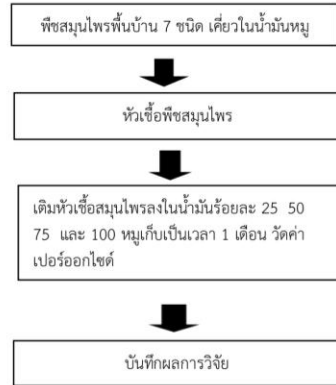 พืชสมุนไพรพื้นบ้าน 7 ชนิด เคี่ยวในน้ำมันหมู
หัวเชื้อพืชสมุนไพร
เติมหัวเชื้อสมุนไพรลงในน้ำมันร้อยละ 25 50
75 และ 100 หมูเก็บเป็นเวลา 1 เดือน วัดค่า
เปอร์ออกไซด์
บันทึกผลการวิจัย